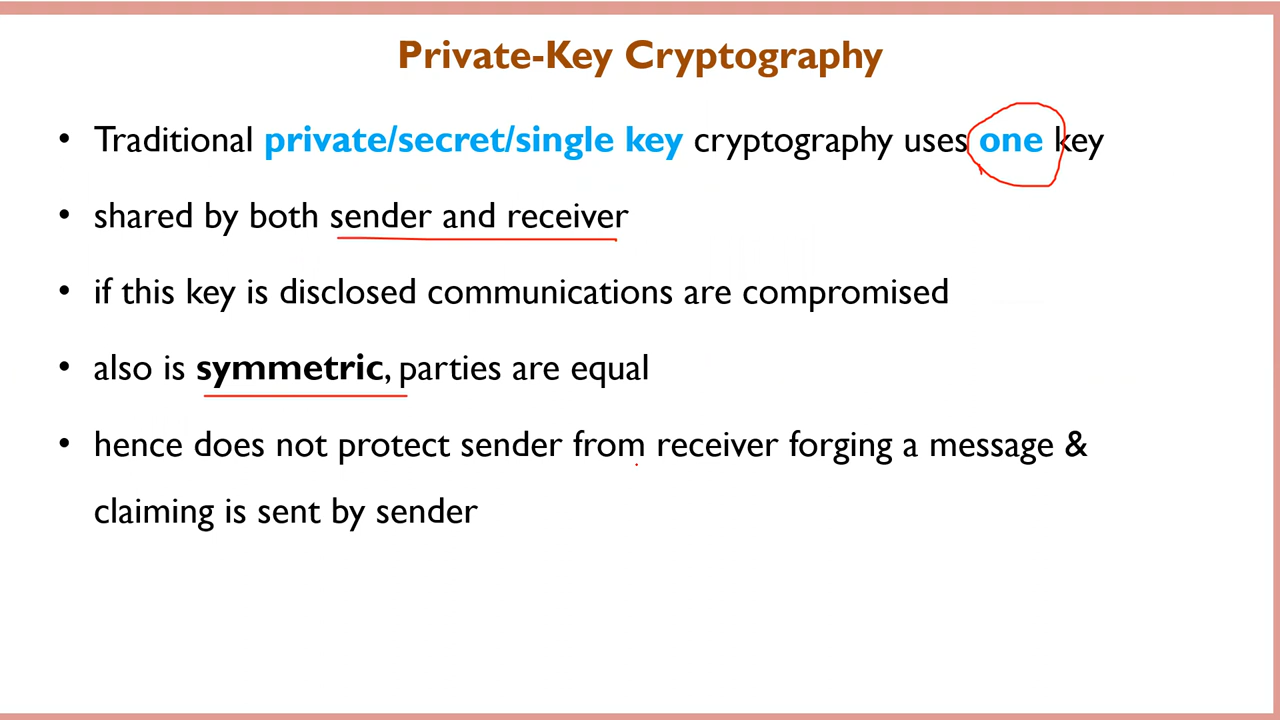 Private-Key Cryptography
• Traditional private/secret/single key cryptography uses one key
• shared by both sender and receiver
• if this key is disclosed communications are compromised
• also is symmetric, parties are equal
• hence does not protect sender from receiver forging a message &
claiming is sent by sender